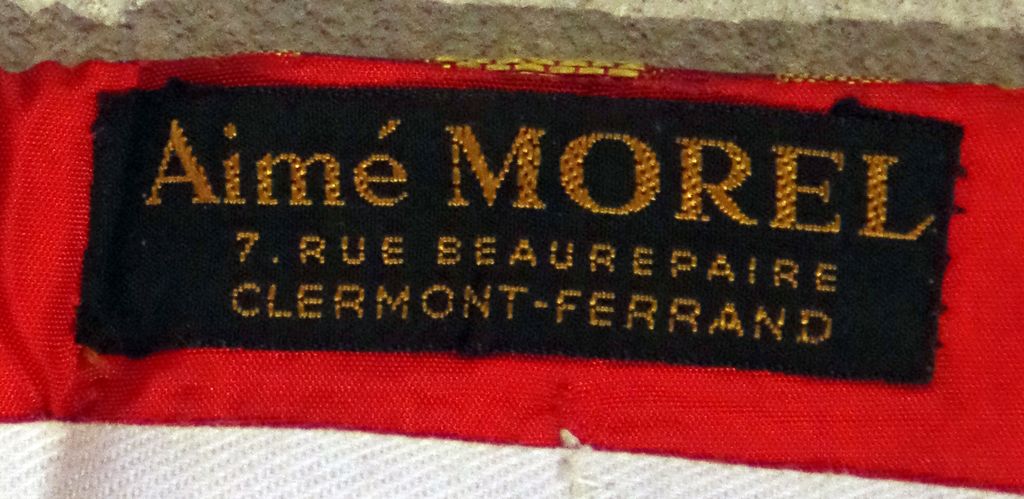 Aimé MOREL
7. RUE BEAUREPAIRE
CLERMONT-FERRAND